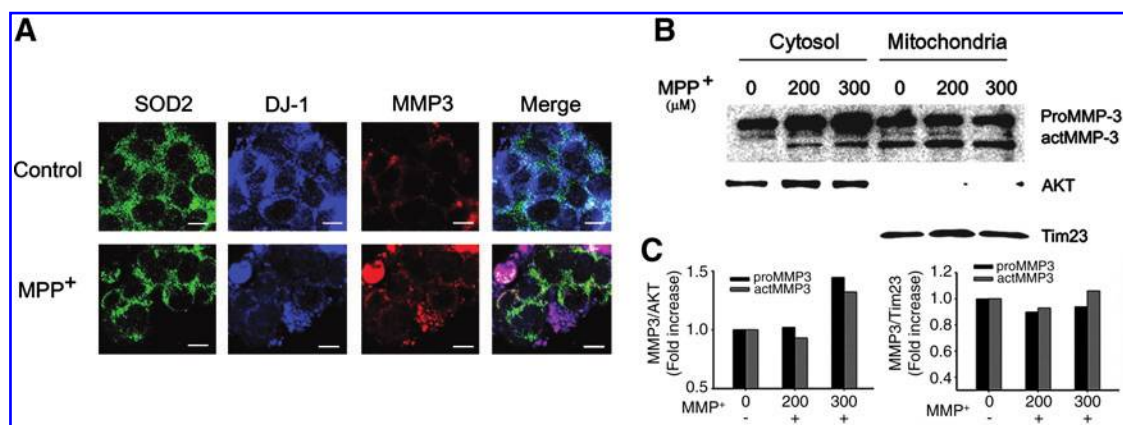 A
SOD2 DJ-1 MMP3 Merge
Control
MPP+
B
Cytosol Mitochondria
MPP+ 0 200 300 0 200 300
(μM)
ProMMP-3
actMMP-3
AKT
Tim23
C
MMP3/AKT
(Fold increase)
1.5
1.0
0.5
proMMP3
actMMP3
0 200 300
MMP+ - + +
MMP3/Tim23
(Fold increase)
1.2
1.0
0.8
0.6
0.4
proMMP3
actMMP3
0 200 300
MMP+ - + +